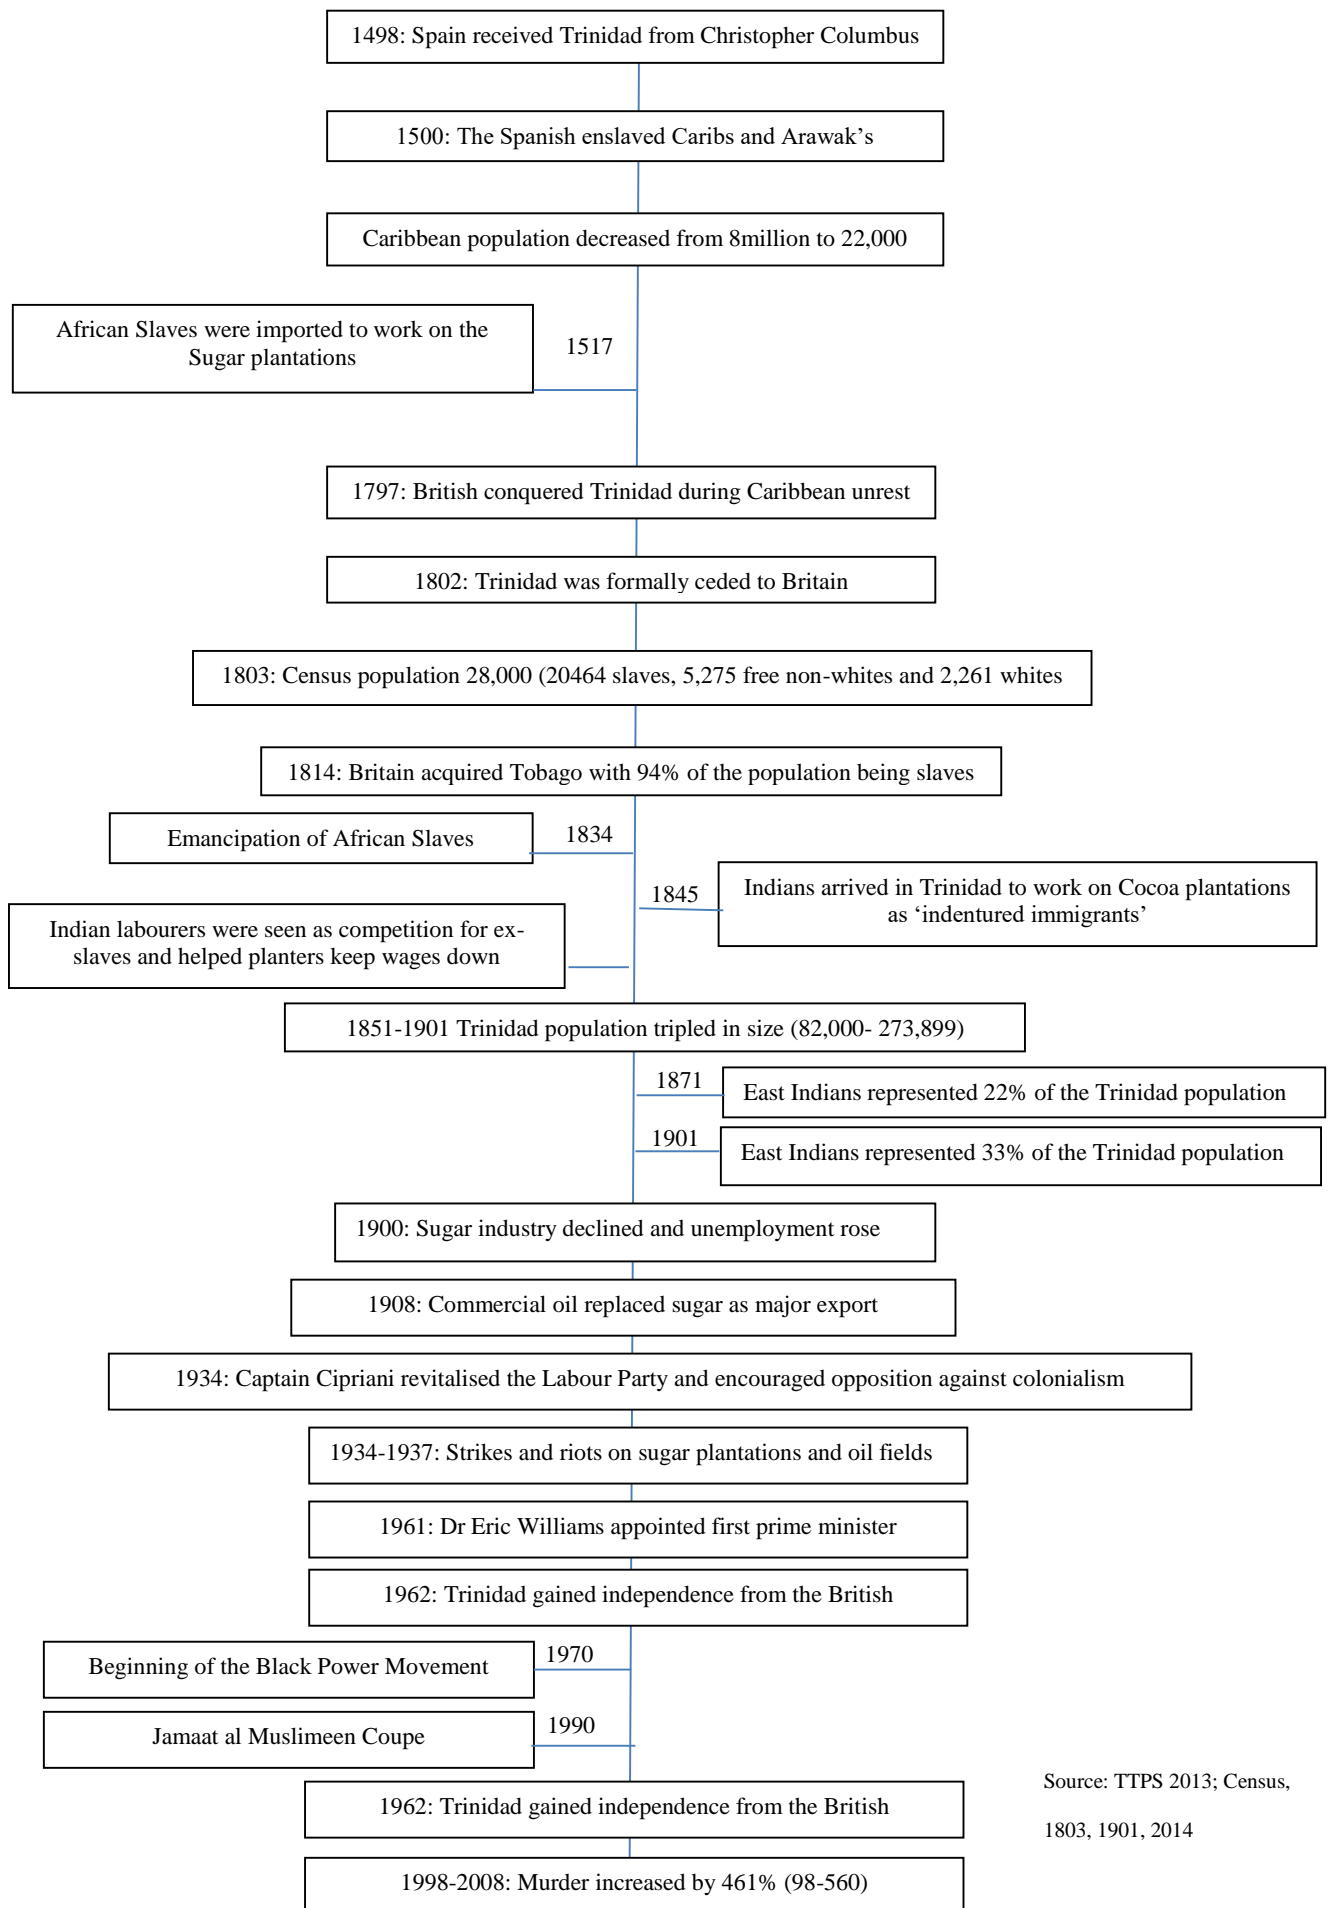 1498: Spain received Trinidad from Christopher Columbus
1500: The Spanish enslaved Caribs and Arawak’s
Caribbean population decreased from 8million to 22,000
African Slaves were imported to work on the
Sugar plantations
1517
1797: British conquered Trinidad during Caribbean unrest
1802: Trinidad was formally ceded to Britain
1803: Census population 28,000 (20464 slaves, 5,275 free non-whites and 2,261 whites
1814: Britain acquired Tobago with 94% of the population being slaves
Emancipation of African Slaves
1834
1845
Indians arrived in Trinidad to work on Cocoa plantations
as ‘indentured immigrants’
Indian labourers were seen as competition for ex-
slaves and helped planters keep wages down
1851-1901 Trinidad population tripled in size (82,000- 273,899)
1871
East Indians represented 22% of the Trinidad population
1901
East Indians represented 33% of the Trinidad population
1900: Sugar industry declined and unemployment rose
1908: Commercial oil replaced sugar as major export
1934: Captain Cipriani revitalised the Labour Party and encouraged opposition against colonialism
1934-1937: Strikes and riots on sugar plantations and oil fields
1961: Dr Eric Williams appointed first prime minister
1962: Trinidad gained independence from the British
Beginning of the Black Power Movement
1970
Jamaat al Muslimeen Coupe
1990
1962: Trinidad gained independence from the British
1998-2008: Murder increased by 461% (98-560)
Source: TTPS 2013; Census,
1803, 1901, 2014